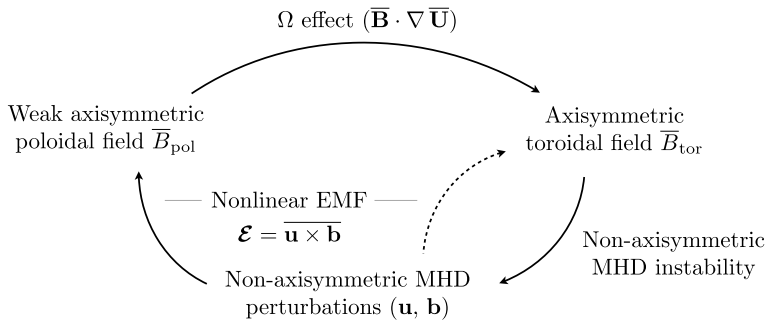 Ω effect (B̅ · ∇ U̅)
Weak axisymmetric
poloidal field B̅pol
Axisymmetric
toroidal field B̅tor
Nonlinear EMF
𝓔 = u × b̅
Non-axisymmetric
MHD instability
Non-axisymmetric MHD
perturbations (u, b)